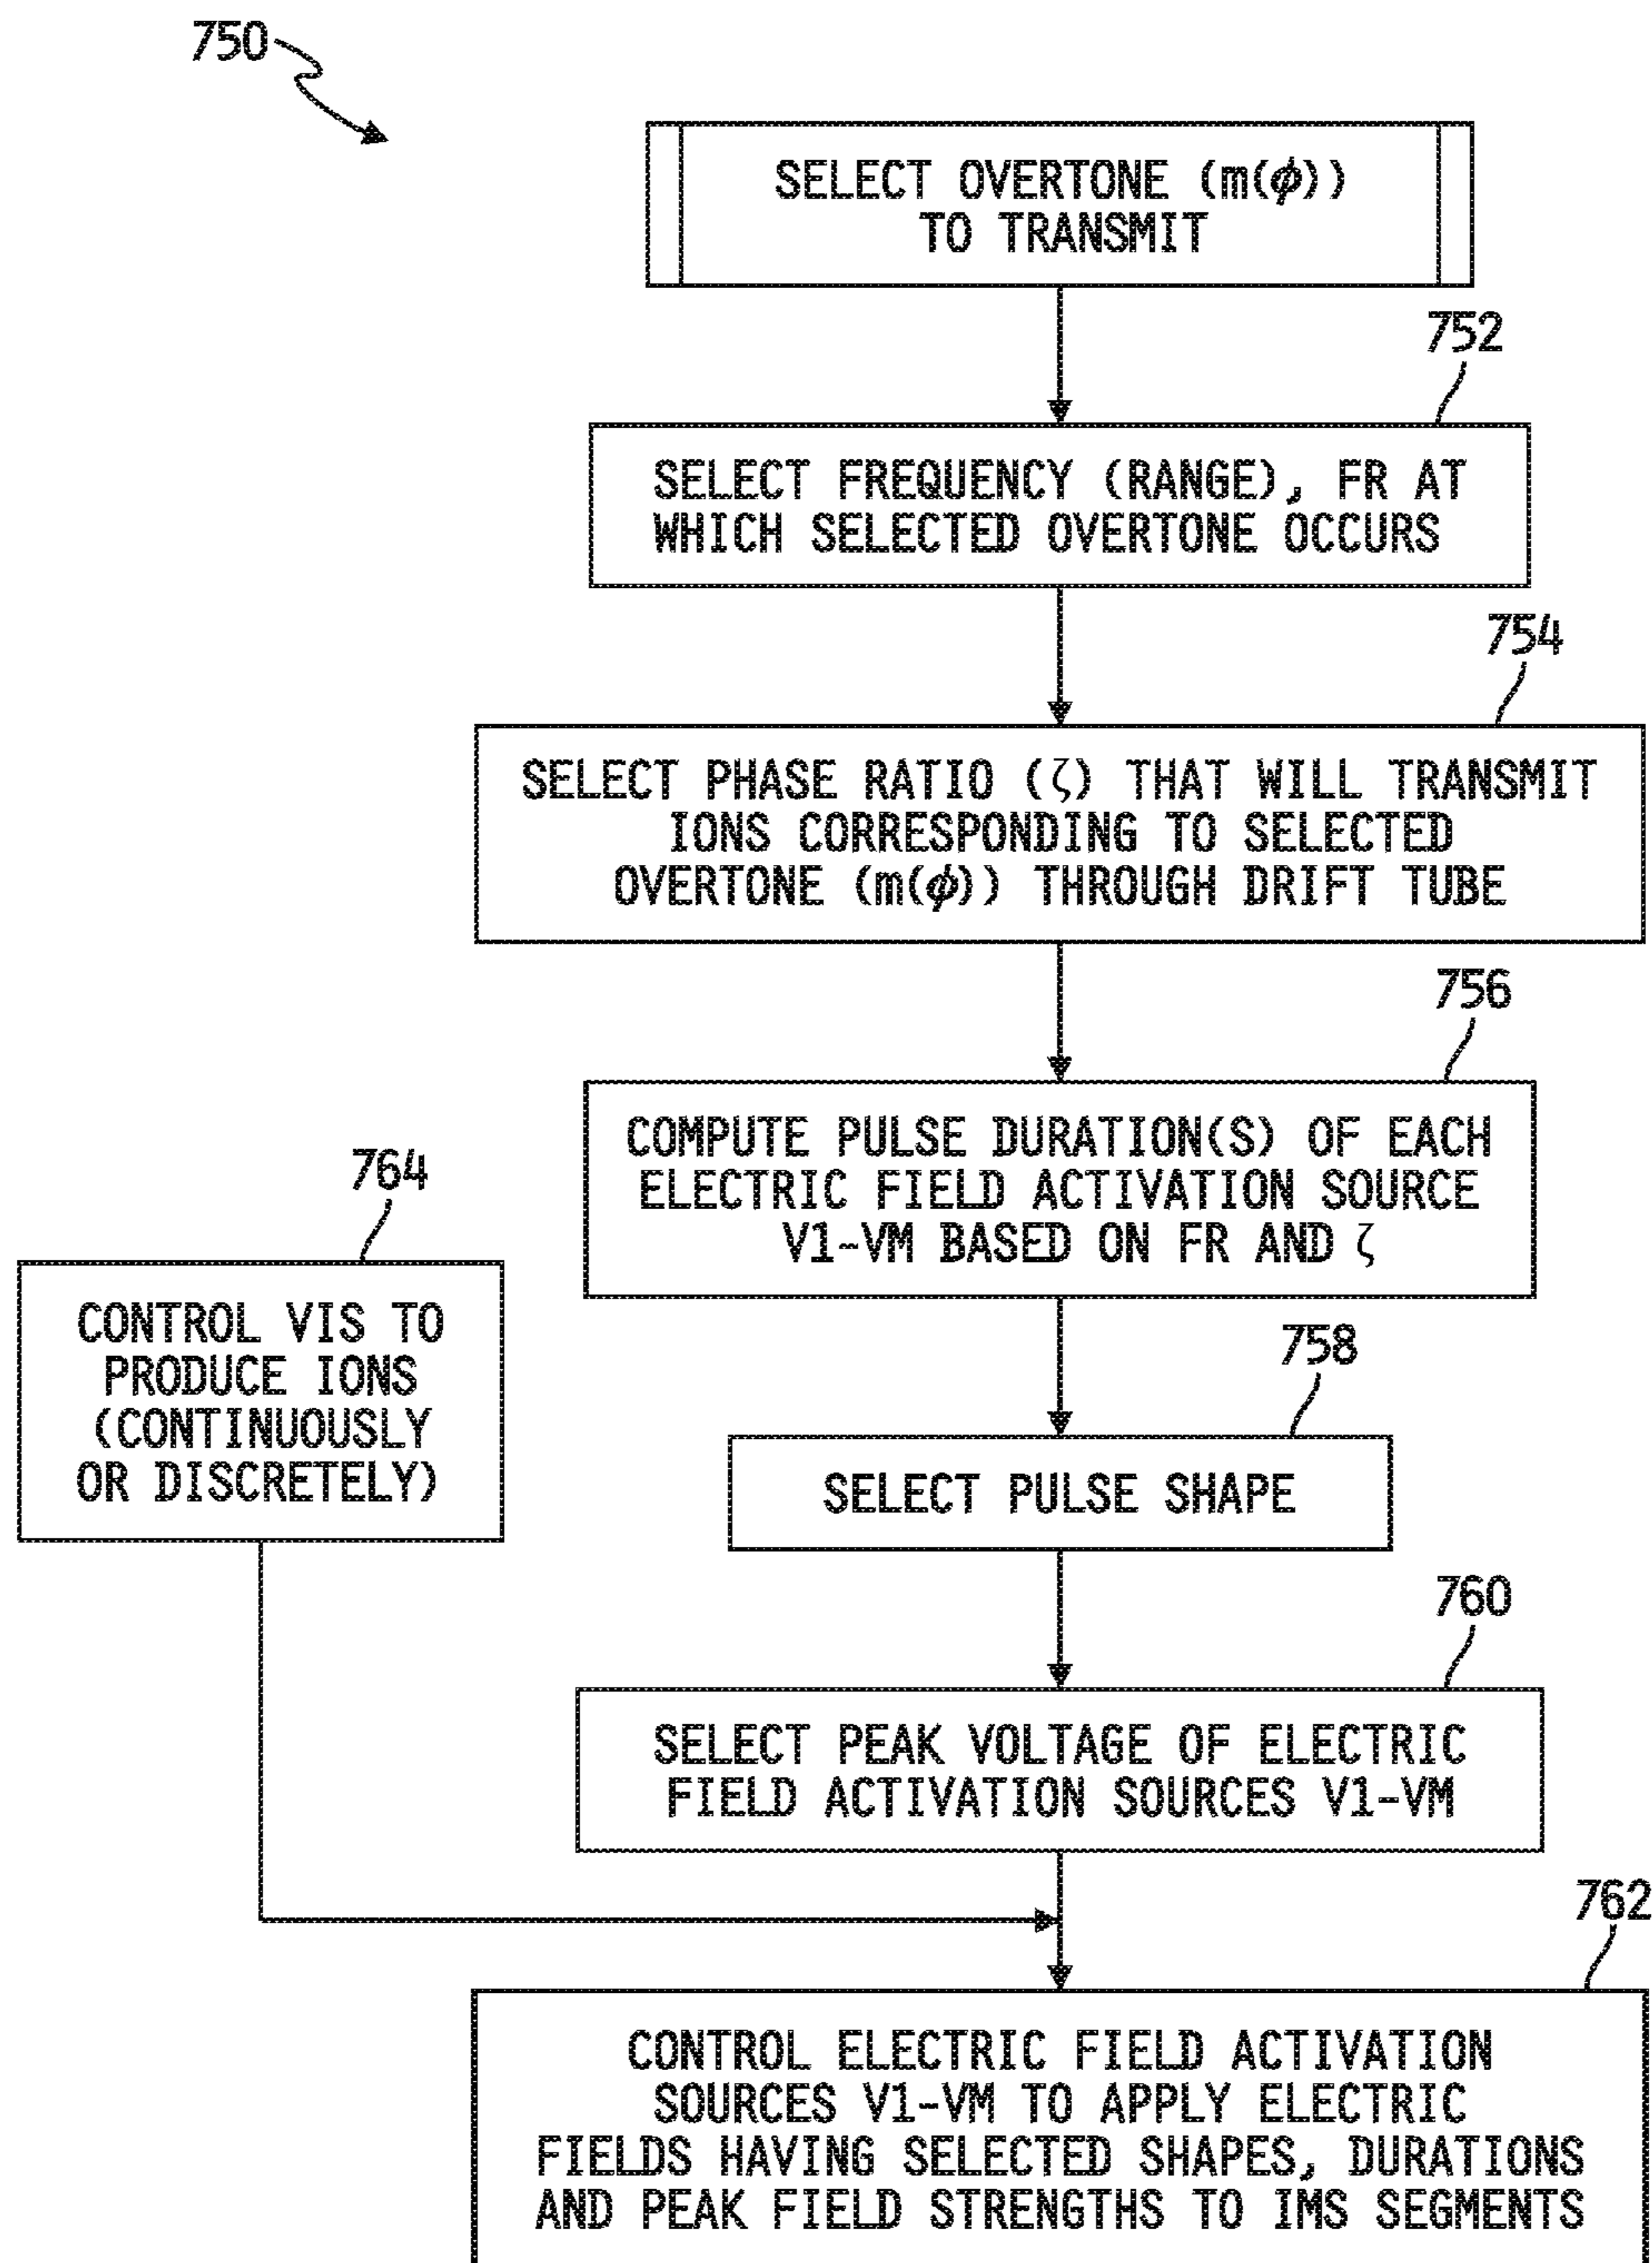 750
SELECT OVERTONE (m(ϕ))
TO TRANSMIT
752
SELECT FREQUENCY (RANGE), FR AT
WHICH SELECTED OVERTONE OCCURS
754
SELECT PHASE RATIO (ζ) THAT WILL TRANSMIT
IONS CORRESPONDING TO SELECTED
OVERTONE (m(ϕ)) THROUGH DRIFT TUBE
756
COMPUTE PULSE DURATION(S) OF EACH
ELECTRIC FIELD ACTIVATION SOURCE
V1-VM BASED ON FR AND ζ
764
CONTROL VIS TO
PRODUCE IONS
(CONTINUOUSLY
OR DISCRETELY)
758
SELECT PULSE SHAPE
760
SELECT PEAK VOLTAGE OF ELECTRIC
FIELD ACTIVATION SOURCES V1-VM
762
CONTROL ELECTRIC FIELD ACTIVATION
SOURCES V1-VM TO APPLY ELECTRIC
FIELDS HAVING SELECTED SHAPES, DURATIONS
AND PEAK FIELD STRENGTHS TO IMS SEGMENTS